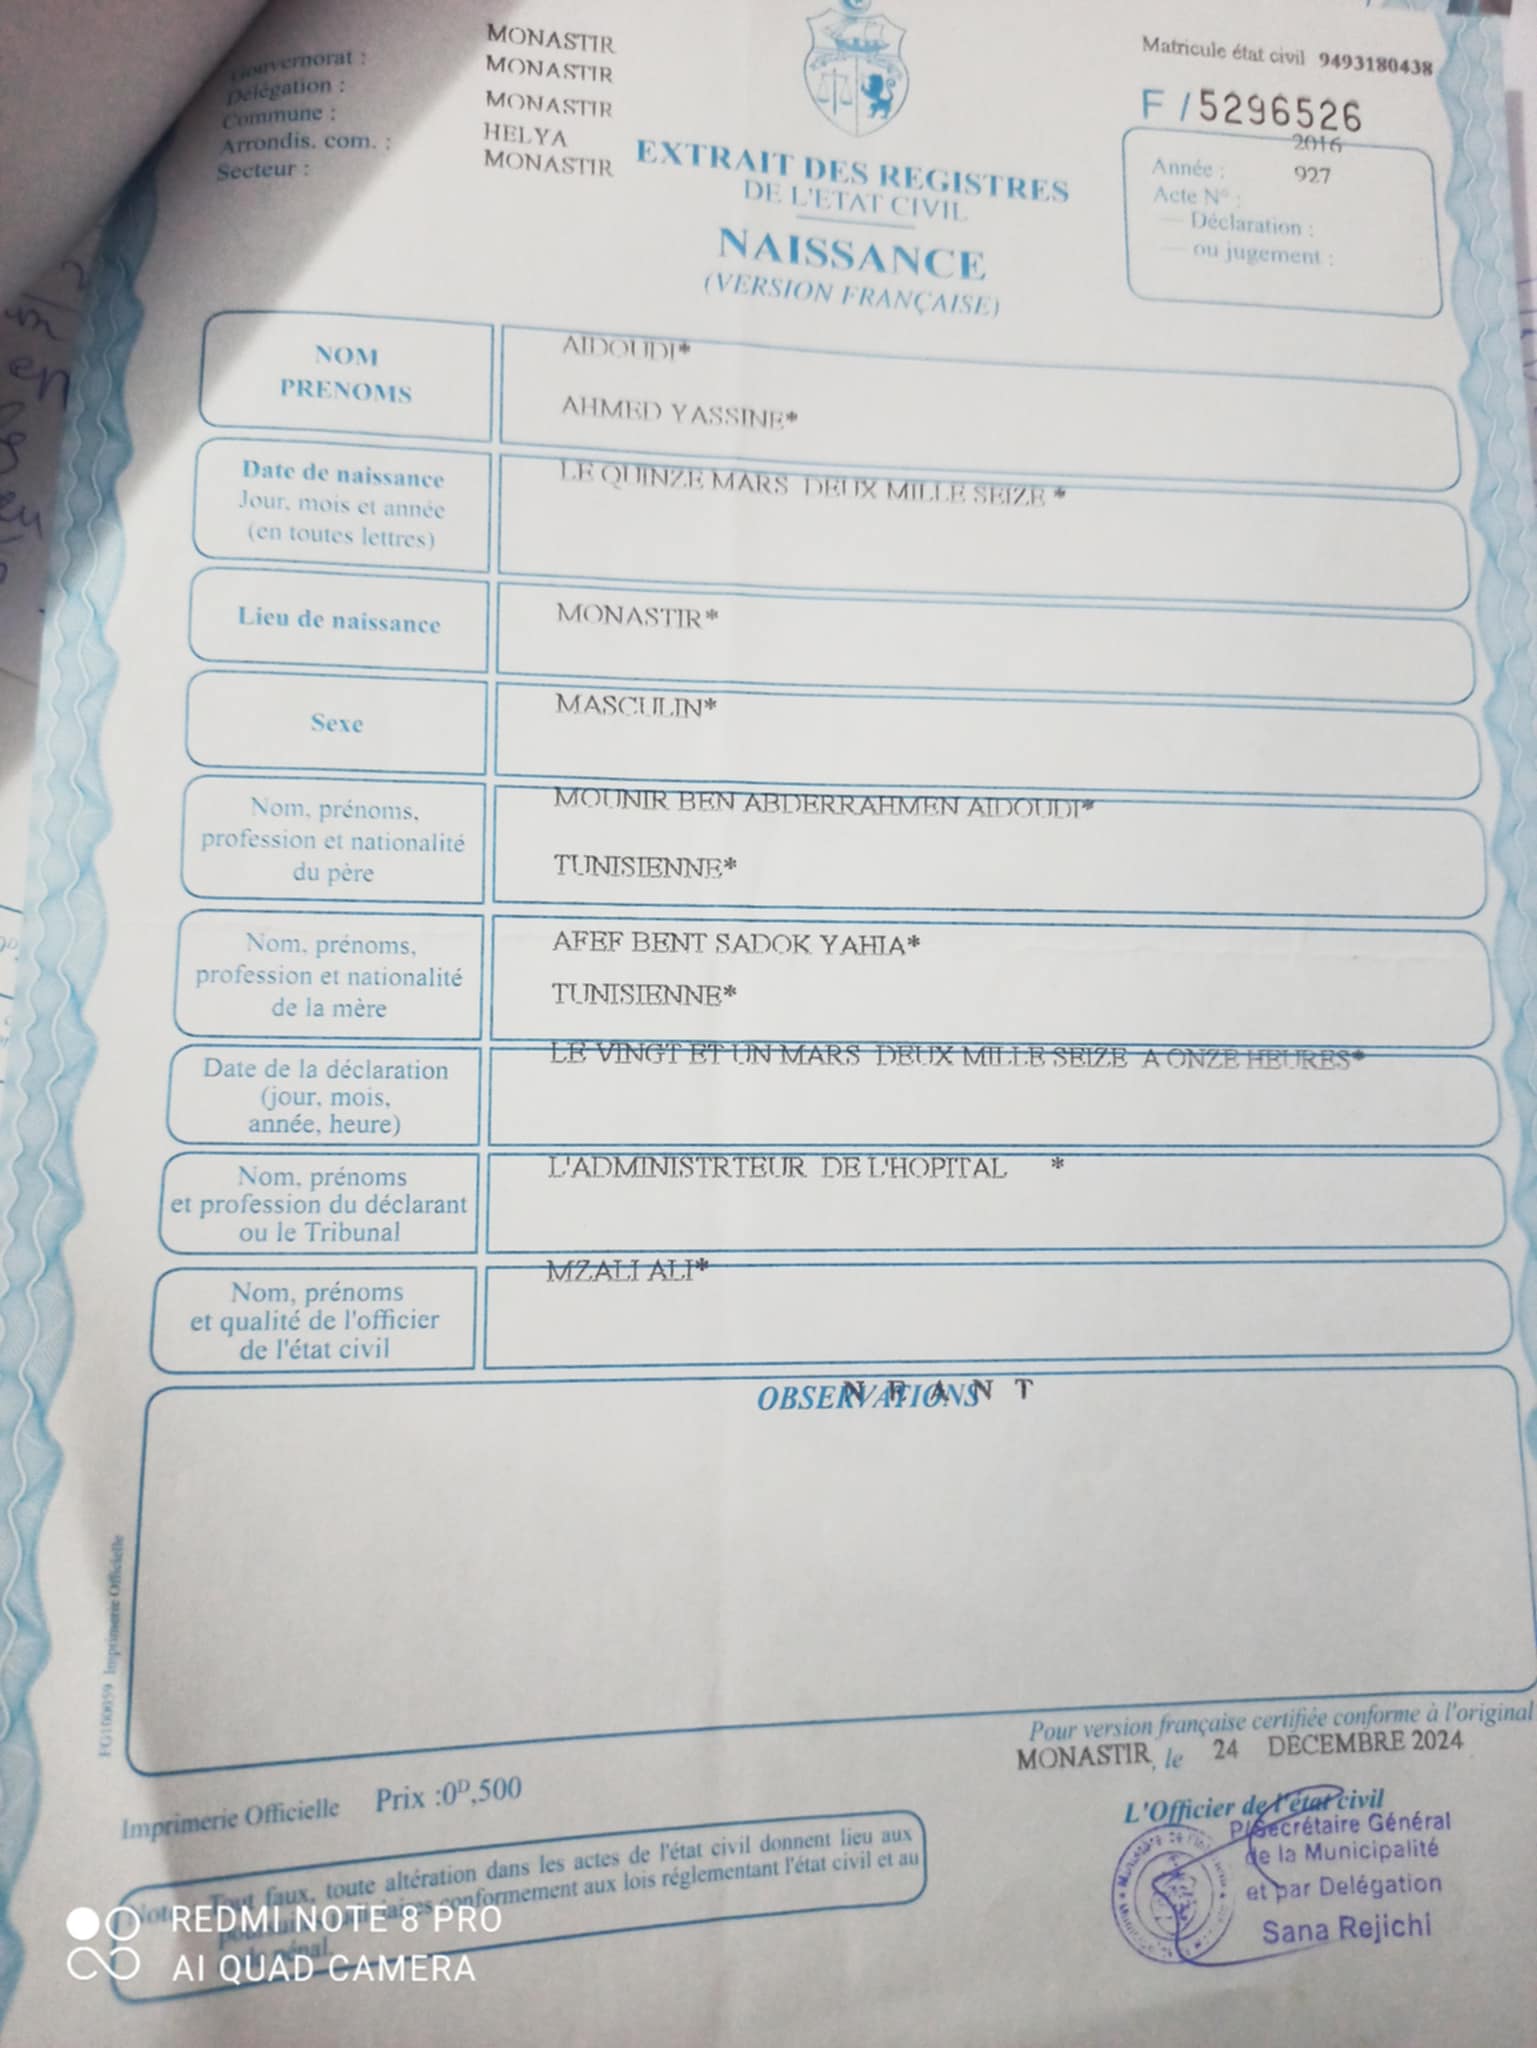 Gouvernorat : MONASTIR
Délégation : MONASTIR
Commune : MONASTIR
Arrondis. com. : HELYA
Secteur : MONASTIR
Matricule état civil 9493180438
F / 5296526
2016
Année : 927
Acte N° :
— Déclaration :
— ou jugement :
EXTRAIT DES REGISTRES
DE L'ETAT CIVIL
NAISSANCE
(VERSION FRANÇAISE)
NOM
PRENOMS
AIDOUDI*
AHMED YASSINE*
Date de naissance
Jour, mois et année
(en toutes lettres)
LE QUINZE MARS DEUX MILLE SEIZE *
Lieu de naissance
MONASTIR*
Sexe
MASCULIN*
Nom, prénoms,
profession et nationalité
du père
MOUNIR BEN ABDERRAHMEN AIDOUDI*
TUNISIENNE*
Nom, prénoms,
profession et nationalité
de la mère
AFEF BENT SADOK YAHIA*
TUNISIENNE*
Date de la déclaration
(jour, mois,
année, heure)
LE VINGT ET UN MARS DEUX MILLE SEIZE A ONZE HEURES*
Nom, prénoms
et profession du déclarant
ou le Tribunal
L'ADMINISTRTEUR DE L'HOPITAL *
Nom, prénoms
et qualité de l'officier
de l'état civil
MZALI ALI*
OBSERVATIONS
N E A N T
FG100059 Imprimerie Officielle
Pour version française certifiée conforme à l'original
MONASTIR, le 24 DECEMBRE 2024
Imprimerie Officielle Prix :0D,500
L'Officier de l'état civil
P/Secrétaire Général
de la Municipalité
et par Delégation
Sana Rejichi
Tout faux, toute altération dans les actes de l'état civil donnent lieu aux
conformement aux lois réglementant l'état civil et au
pénal.
REDMI NOTE 8 PRO
AI QUAD CAMERA